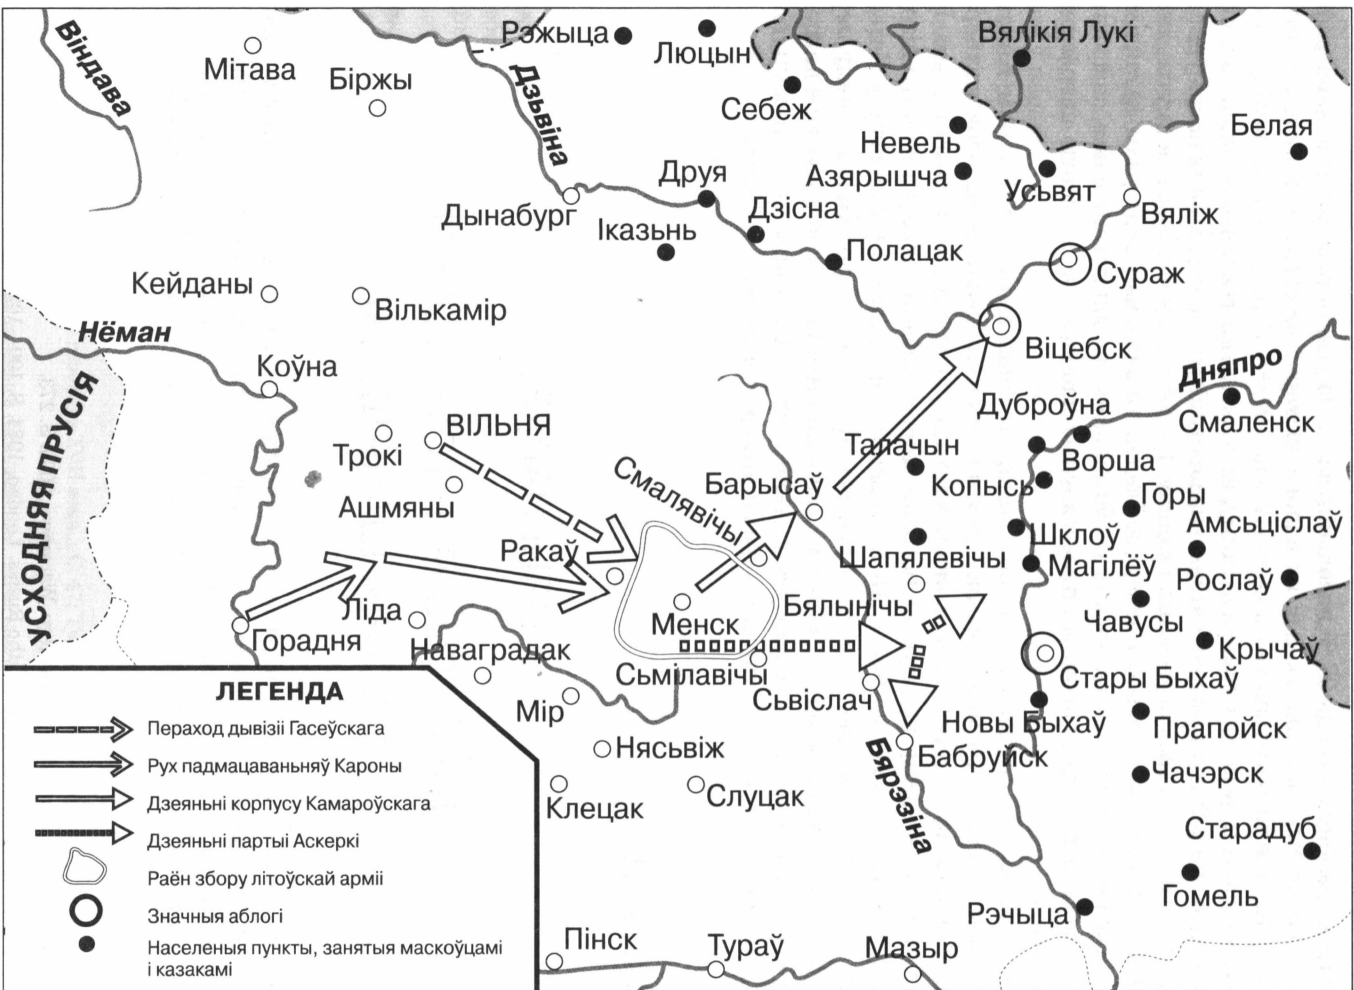 Віндава
Мітава
Біржы
Рэжыца
Люцын
Вялікія Лукі
Дзьвіна
Себеж
Невель
Белая
Азярышча
Усьвят
Друя
Дзісна
Вяліж
Дынабург
Іказьнь
Полацак
Сураж
Кейданы
Вількамір
Нёман
Віцебск
Коўна
Дняпро
УСХОДНЯЯ ПРУСІЯ
Дуброўна
Смаленск
Трокі
ВІЛЬНЯ
Талачын
Ворша
Ашмяны
Смалявічы
Барысаў
Копысь
Горы
Амсьціслаў
Ракаў
Шапялевічы
Шклоў
Магілёў
Рослаў
Ліда
Горадня
Менск
Бялынічы
Чавусы
Крычаў
Наваградак
Сьмілавічы
Сьвіслач
Стары Быхаў
Мір
Новы Быхаў
Прапойск
Нясьвіж
Бабруйск
Чачэрск
Клецак
Слуцак
Бярэзіна
Старадуб
Гомель
Рэчыца
Пінск
Тураў
Мазыр
ЛЕГЕНДА
Пераход дывізіі Гасеўскага
Рух падмацаваньняў Кароны
Дзеяньні корпусу Камароўскага
Дзеяньні партыі Аскеркі
Раён збору літоўскай арміі
Значныя аблогі
Населеныя пункты, занятыя маскоўцамі
і казакамі